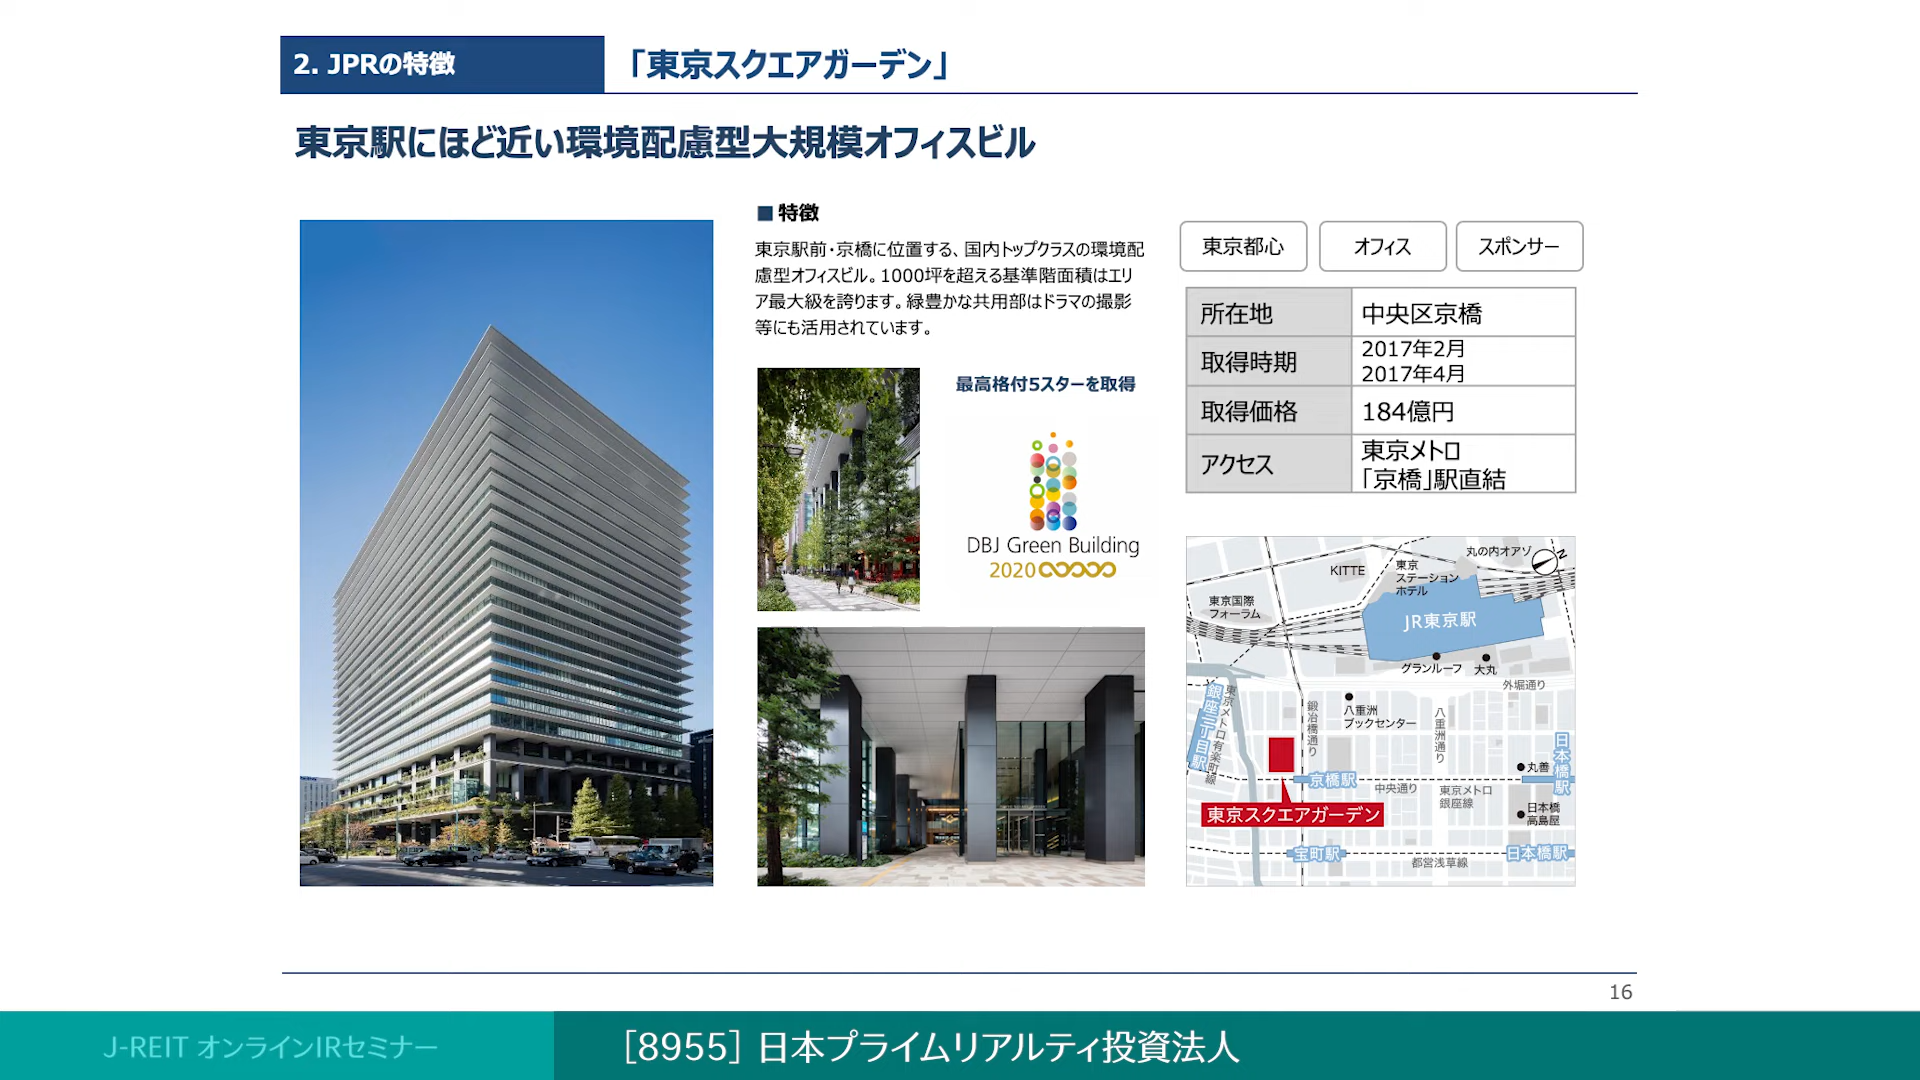 2. JPRの特徴
「東京スクエアガーデン」
東京駅にほど近い環境配慮型大規模オフィスビル
■ 特徴
東京駅前・京橋に位置する、国内トップクラスの環境配
慮型オフィスビル。1000坪を超える基準階面積はエリ
ア最大級を誇ります。緑豊かな共用部はドラマの撮影
等にも活用されています。
最高格付5スターを取得
DBJ Green Building
2020
東京都心
オフィス
スポンサー
所在地 中央区京橋
取得時期 2017年2月
2017年4月
取得価格 184億円
アクセス 東京メトロ
「京橋」駅直結
丸の内オアゾ
N
KITTE
東京
ステーション
ホテル
東京国際
フォーラム
JR東京駅
グランルーフ
大丸
外堀通り
銀座一丁目駅
東京メトロ有楽町線
鍛冶橋通り
八重洲
ブックセンター
八重洲通り
日本橋駅
丸善
京橋駅
中央通り
東京メトロ
銀座線
日本橋
高島屋
東京スクエアガーデン
宝町駅
都営浅草線
日本橋駅
16
J-REIT オンラインIRセミナー
［8955］日本プライムリアルティ投資法人